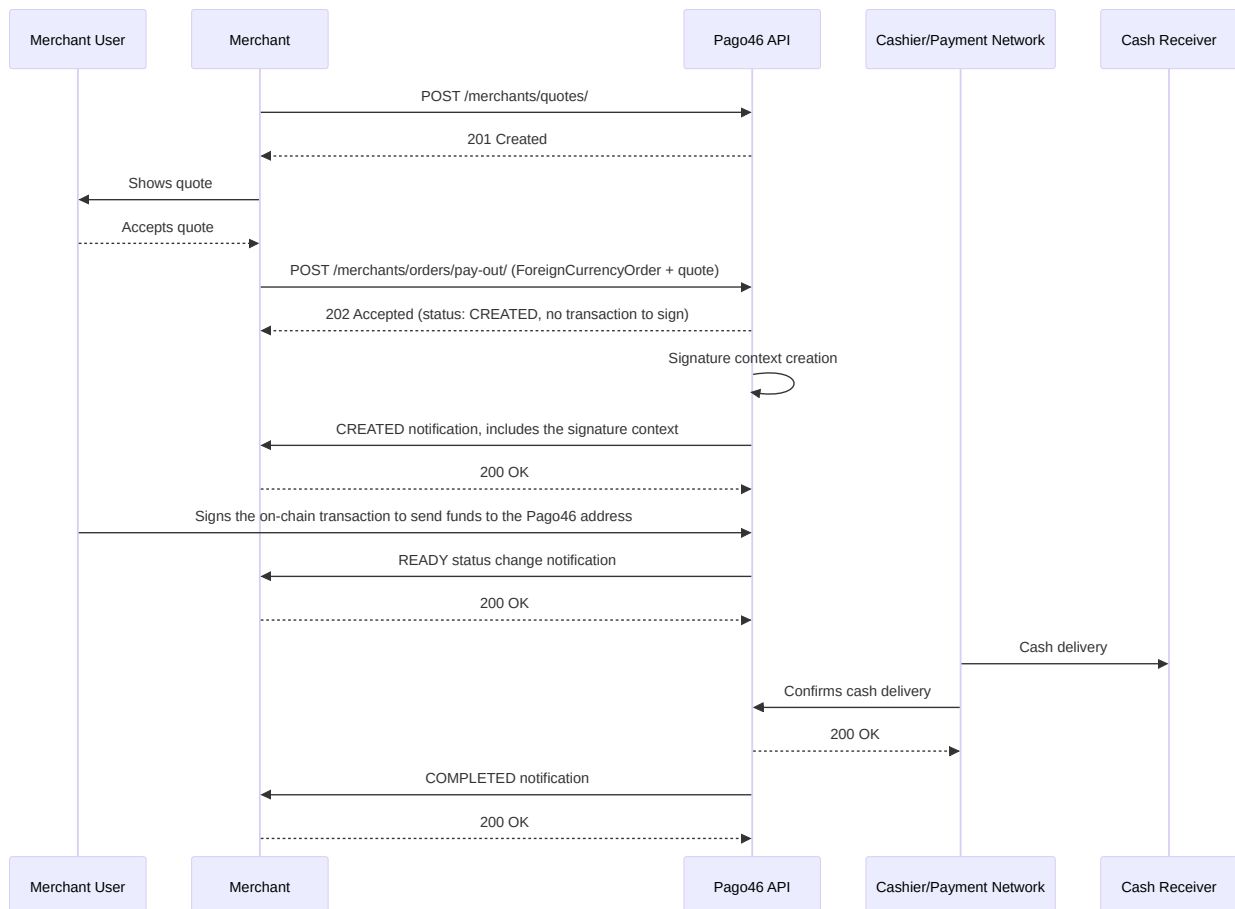 Merchant User
Merchant
Pago46 API
Cashier/Payment Network
Cash Receiver
POST /merchants/quotes/
201 Created
Shows quote
Accepts quote
POST /merchants/orders/pay-out/ (ForeignCurrencyOrder + quote)
202 Accepted (status: CREATED, no transaction to sign)
Signature context creation
CREATED notification, includes the signature context
200 OK
Signs the on-chain transaction to send funds to the Pago46 address
READY status change notification
200 OK
Cash delivery
Confirms cash delivery
200 OK
COMPLETED notification
200 OK
Merchant User
Merchant
Pago46 API
Cashier/Payment Network
Cash Receiver